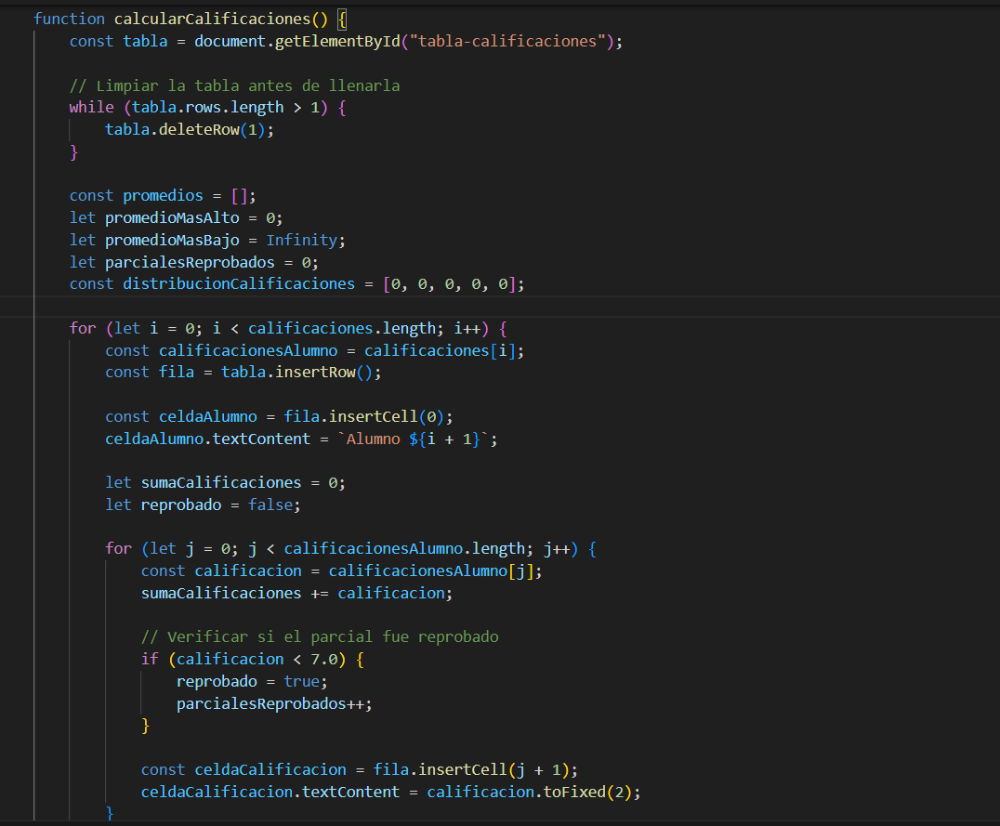 function calcularCalificaciones() {
    const tabla = document.getElementById("tabla-calificaciones");

    // Limpiar la tabla antes de llenarla
    while (tabla.rows.length > 1) {
        tabla.deleteRow(1);
    }

    const promedios = [];
    let promedioMasAlto = 0;
    let promedioMasBajo = Infinity;
    let parcialesReprobados = 0;
    const distribucionCalificaciones = [0, 0, 0, 0, 0];

    for (let i = 0; i < calificaciones.length; i++) {
        const calificacionesAlumno = calificaciones[i];
        const fila = tabla.insertRow();

        const celdaAlumno = fila.insertCell(0);
        celdaAlumno.textContent = `Alumno ${i + 1}`;

        let sumaCalificaciones = 0;
        let reprobado = false;

        for (let j = 0; j < calificacionesAlumno.length; j++) {
            const calificacion = calificacionesAlumno[j];
            sumaCalificaciones += calificacion;

            // Verificar si el parcial fue reprobado
            if (calificacion < 7.0) {
                reprobado = true;
                parcialesReprobados++;
            }

            const celdaCalificacion = fila.insertCell(j + 1);
            celdaCalificacion.textContent = calificacion.toFixed(2);
        }